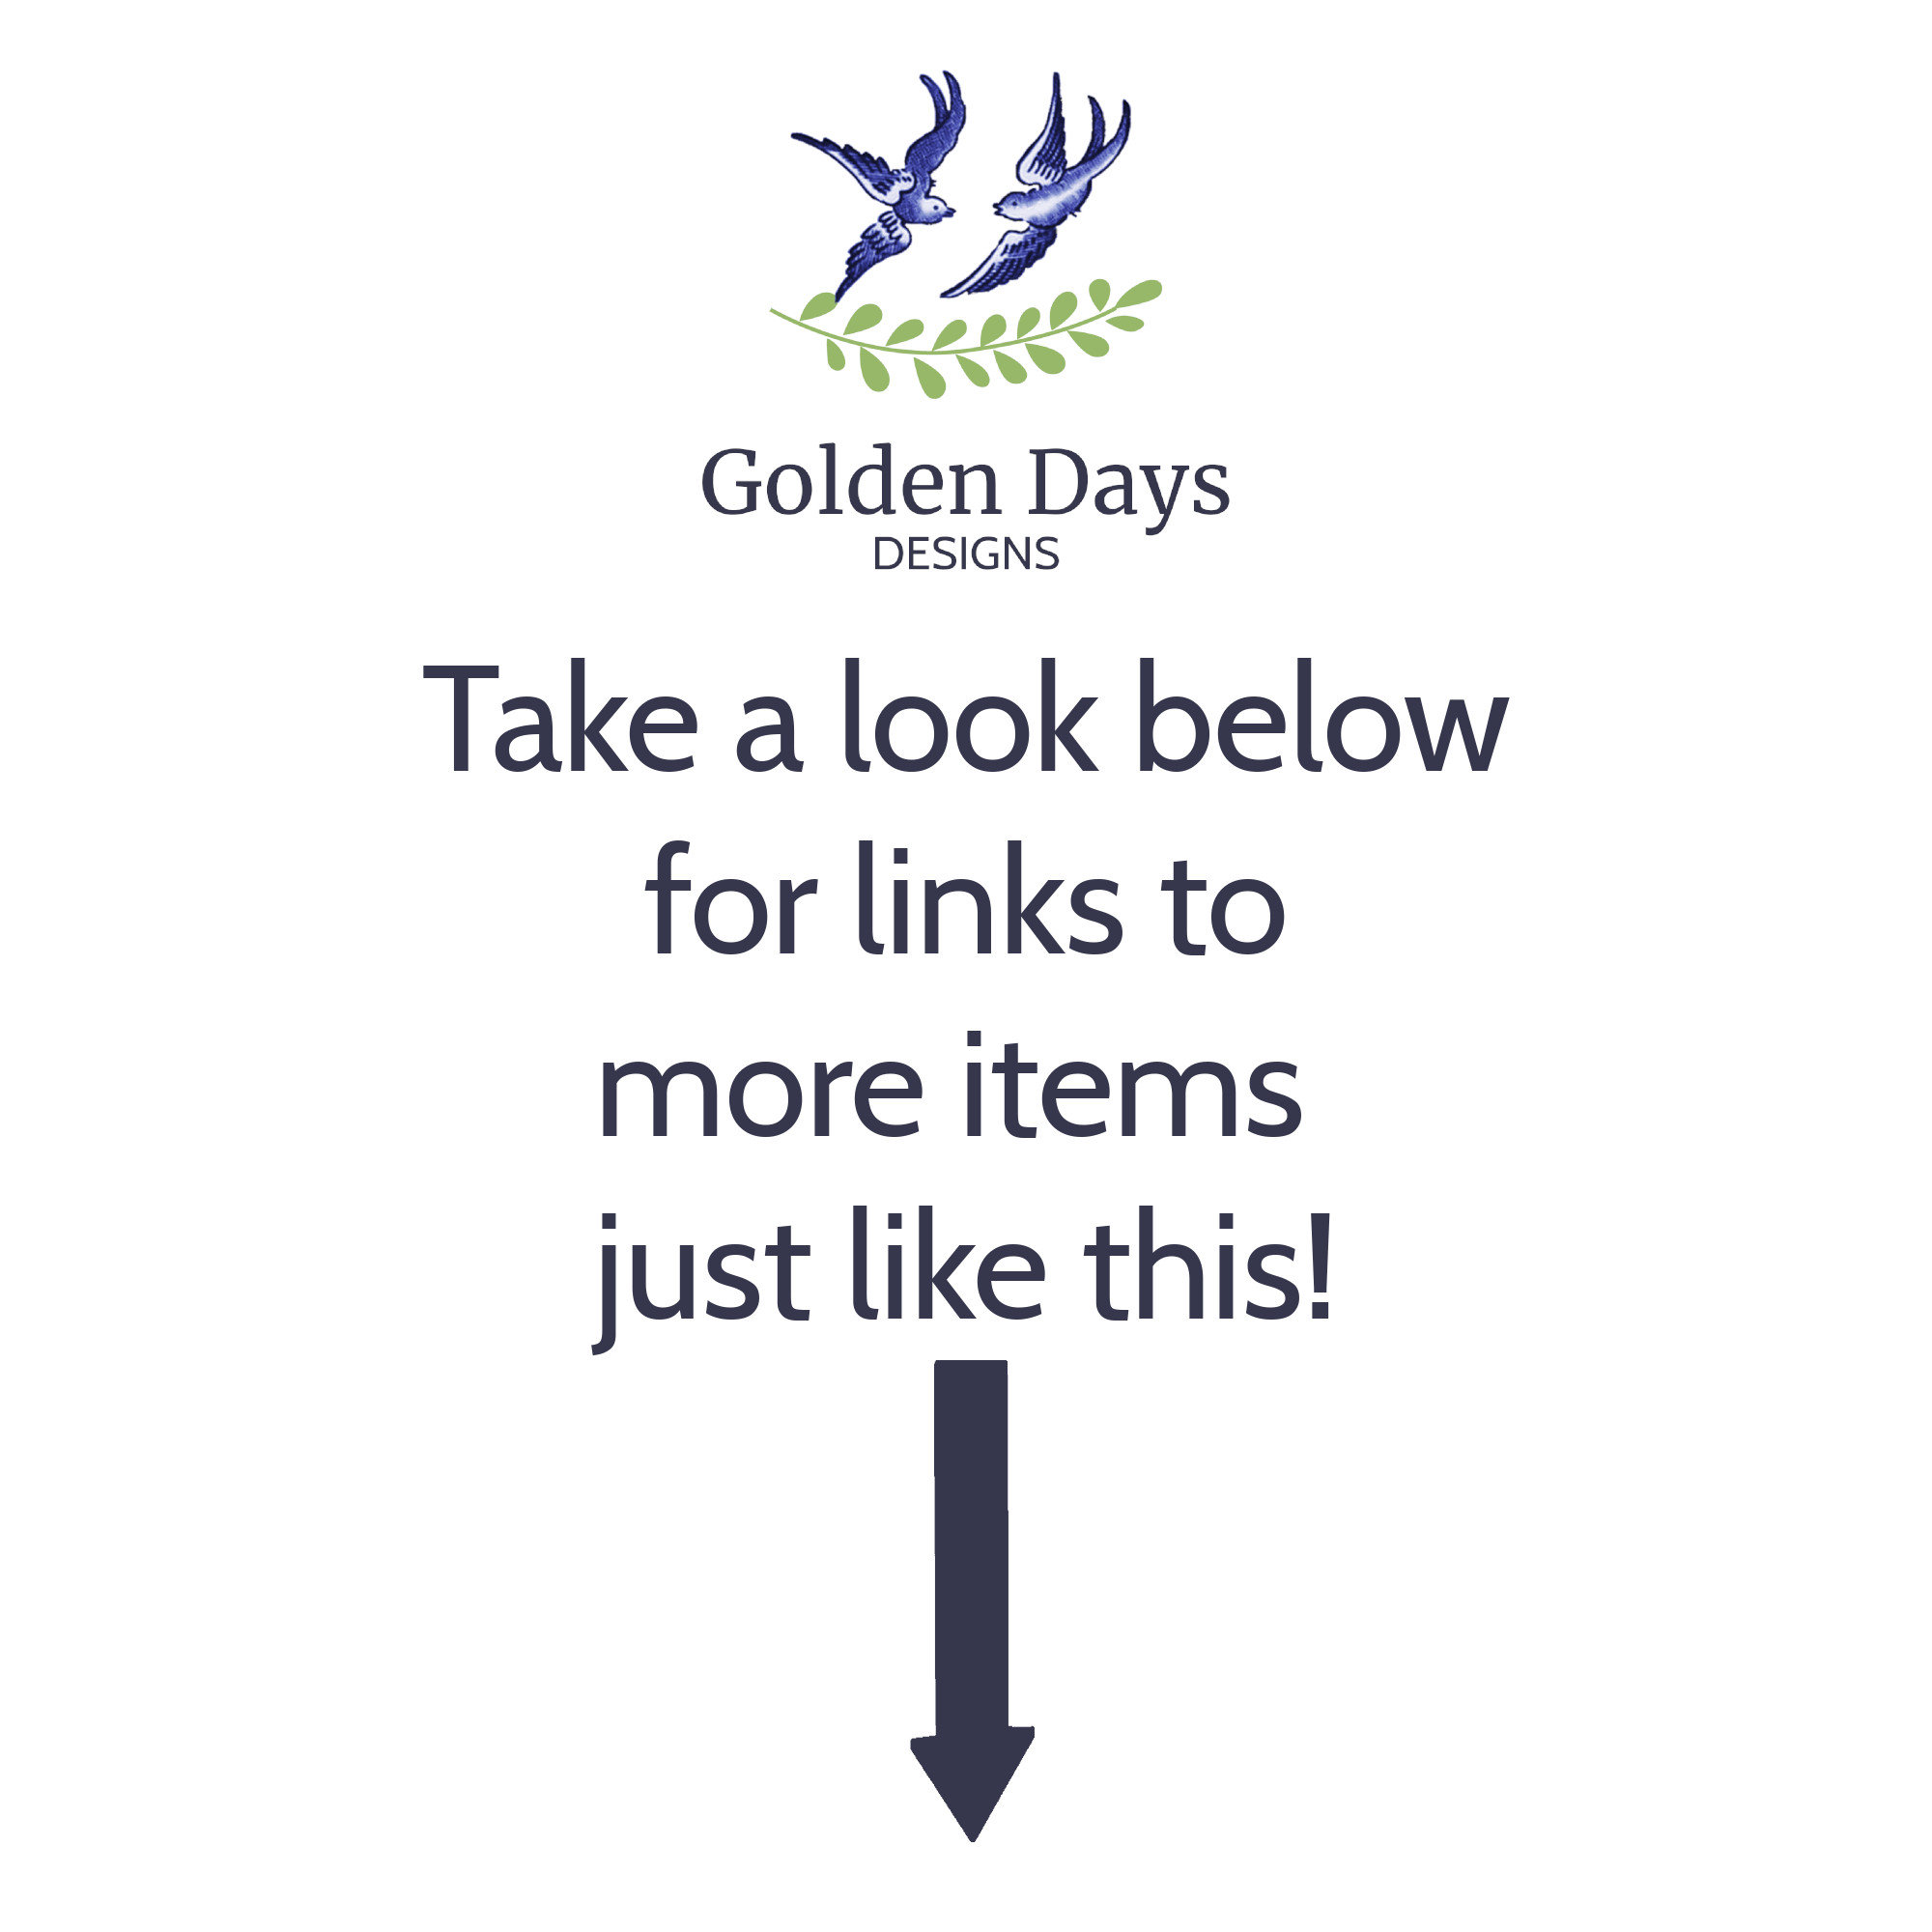 Golden Days
DESIGNS
Take a look below
for links to
more items
just like this!